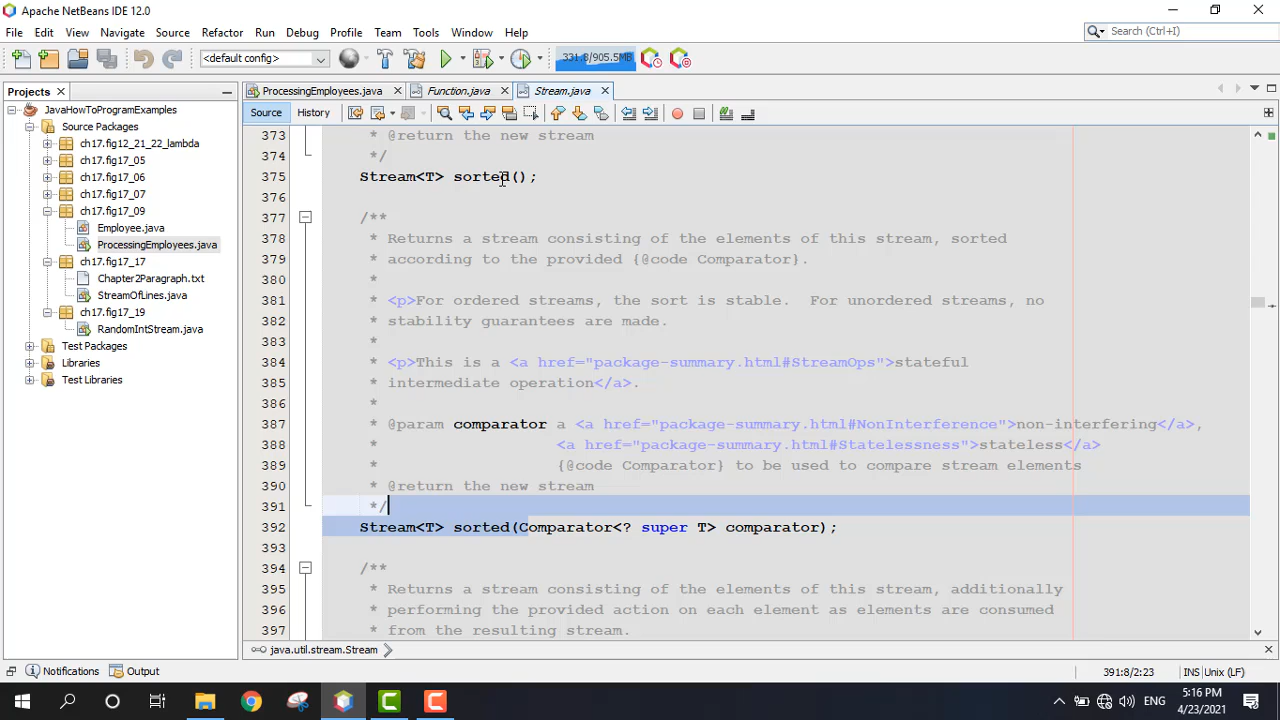 Apache NetBeans IDE 12.0
File Edit View Navigate Source Refactor Run Debug Profile Team Tools Window Help
Search (Ctrl+I)
<default config>
331.8/905.5MB
Projects
ProcessingEmployees.java
Function.java
Stream.java
Source History
JavaHowToProgramExamples
Source Packages
ch17.fig12_21_22_lambda
ch17.fig17_05
ch17.fig17_06
ch17.fig17_07
ch17.fig17_09
Employee.java
ProcessingEmployees.java
ch17.fig17_17
Chapter2Paragraph.txt
StreamOfLines.java
ch17.fig17_19
RandomIntStream.java
Test Packages
Libraries
Test Libraries
373 * @return the new stream
374 */
375 Stream<T> sorted();
376
377 /**
378 * Returns a stream consisting of the elements of this stream, sorted
379 * according to the provided {@code Comparator}.
380 *
381 * <p>For ordered streams, the sort is stable.  For unordered streams, no
382 * stability guarantees are made.
383 *
384 * <p>This is a <a href="package-summary.html#StreamOps">stateful
385 * intermediate operation</a>.
386 *
387 * @param comparator a <a href="package-summary.html#NonInterference">non-interfering</a>,
388 * <a href="package-summary.html#Statelessness">stateless</a>
389 * {@code Comparator} to be used to compare stream elements
390 * @return the new stream
391 */
392 Stream<T> sorted(Comparator<? super T> comparator);
393
394 /**
395 * Returns a stream consisting of the elements of this stream, additionally
396 * performing the provided action on each element as elements are consumed
397 * from the resulting stream.
java.util.stream.Stream
Notifications Output
391:8/2:23 INS Unix (LF)
ENG
5:16 PM
4/23/2021